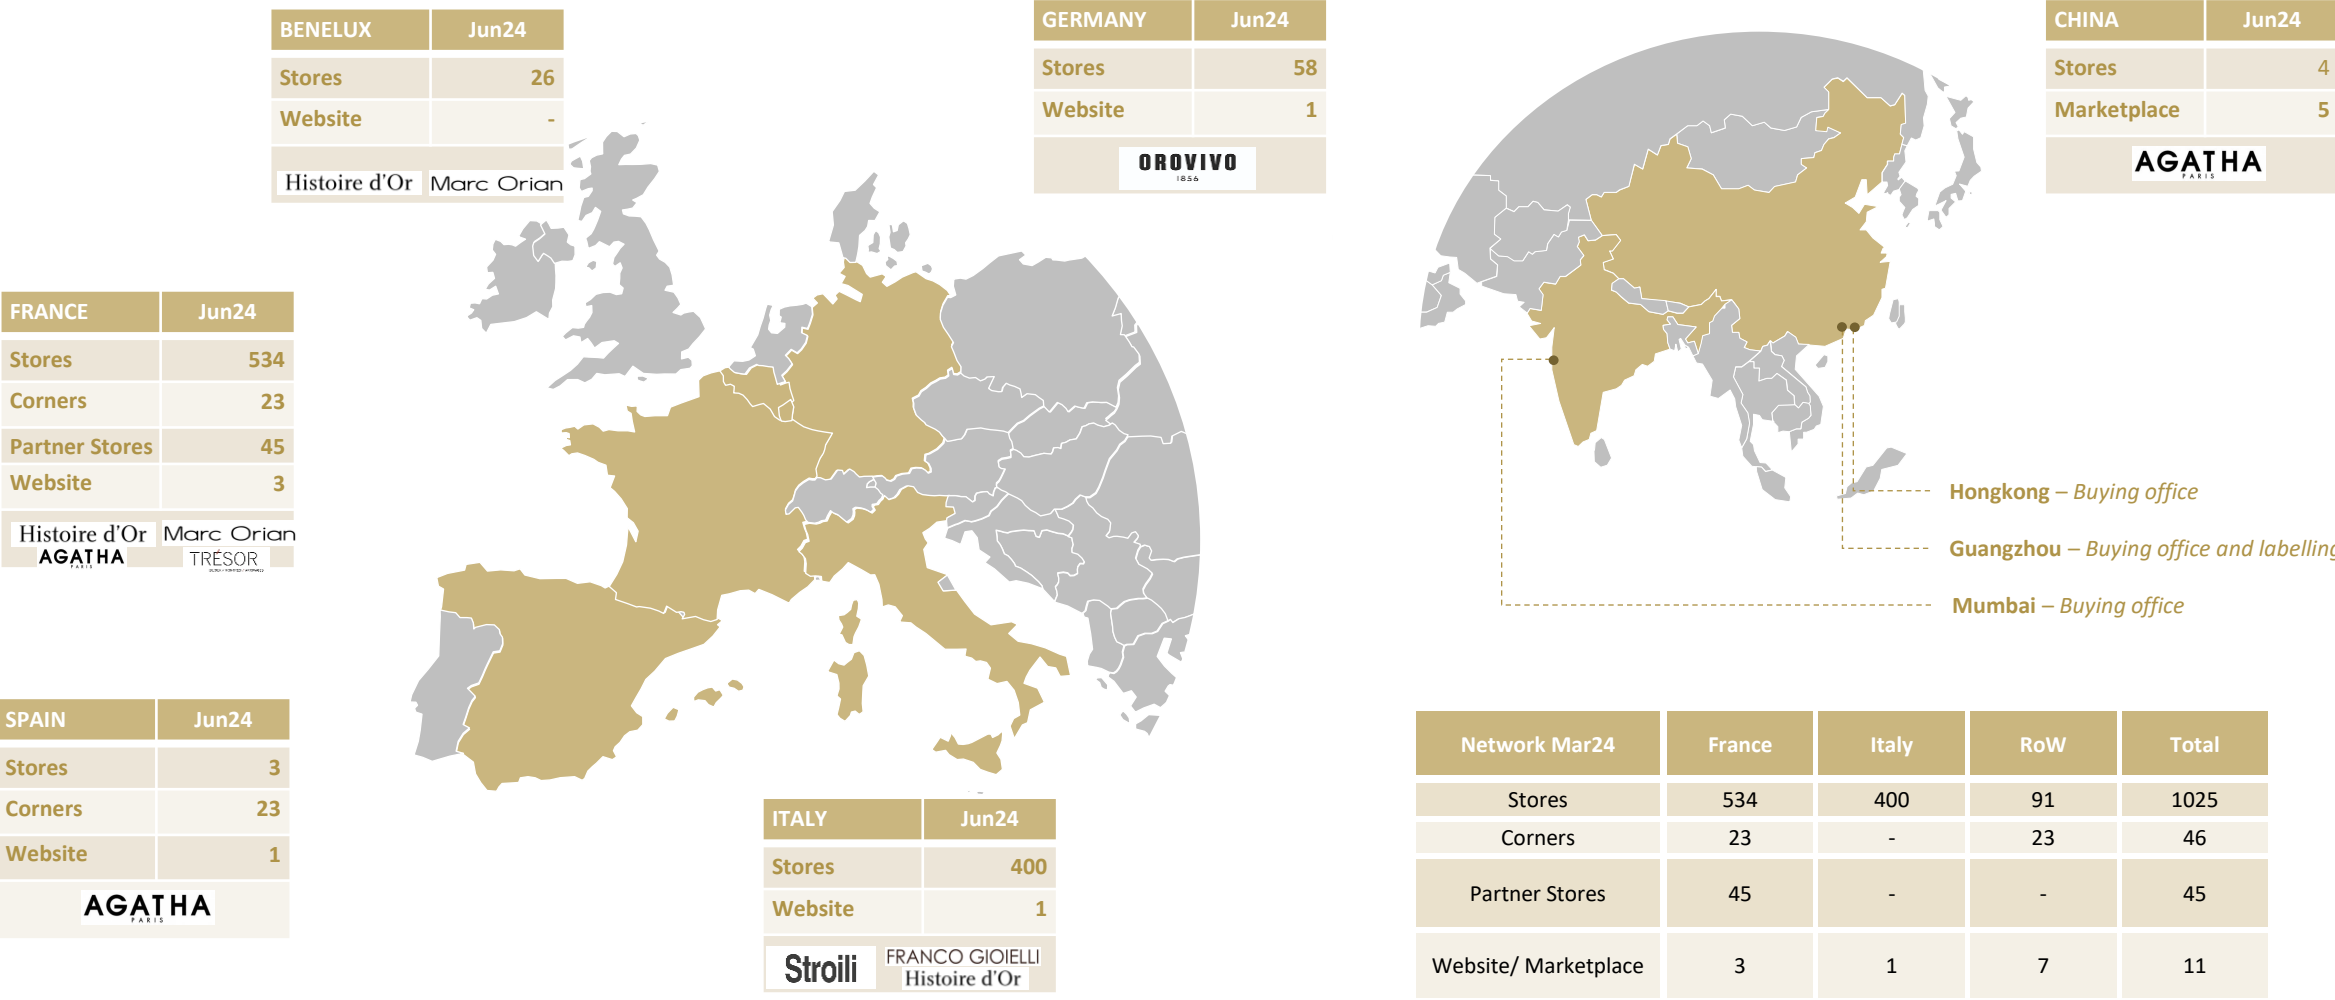 BENELUX Jun24
Stores 26
Website -
Histoire d'Or Marc Orian
GERMANY Jun24
Stores 58
Website 1
OROVIVO
1856
CHINA Jun24
Stores 4
Marketplace 5
AGATHA
PARIS
FRANCE Jun24
Stores 534
Corners 23
Partner Stores 45
Website 3
Histoire d'Or Marc Orian
AGATHA TRÉSOR
PARIS
Hongkong – Buying office
Guangzhou – Buying office and labelling
Mumbai – Buying office
SPAIN Jun24
Stores 3
Corners 23
Website 1
AGATHA
PARIS
ITALY Jun24
Stores 400
Website 1
Stroili FRANCO GIOIELLI
Histoire d'Or
Network Mar24 France Italy RoW Total
Stores 534 400 91 1025
Corners 23 - 23 46
Partner Stores 45 - - 45
Website/ Marketplace 3 1 7 11